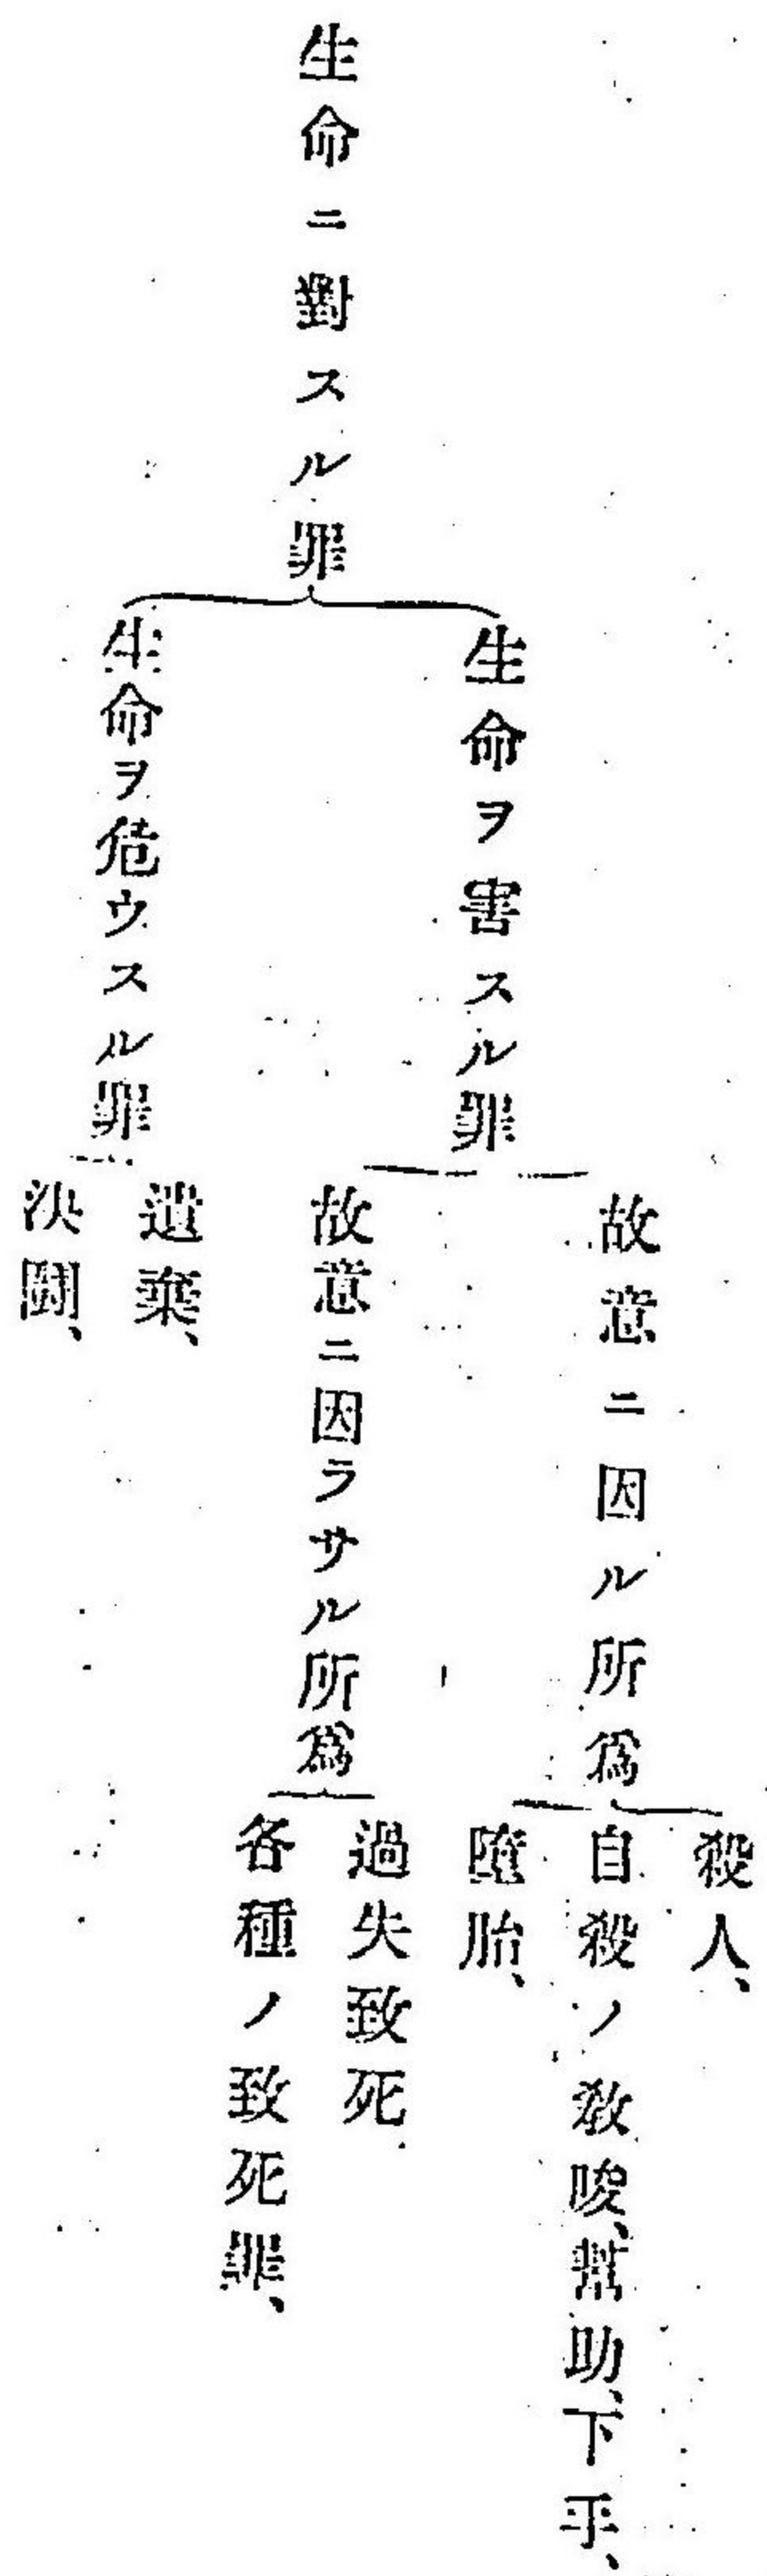 生命ニ對スル罪
生命ヲ害スル罪
故意ニ因ル所爲
殺人、
自殺ノ敎唆、幇助、下手、
墮胎、
故意ニ因ラサル所爲
過失致死
各種ノ致死罪、
生命ヲ危ウスル罪
遺棄、
決鬪、